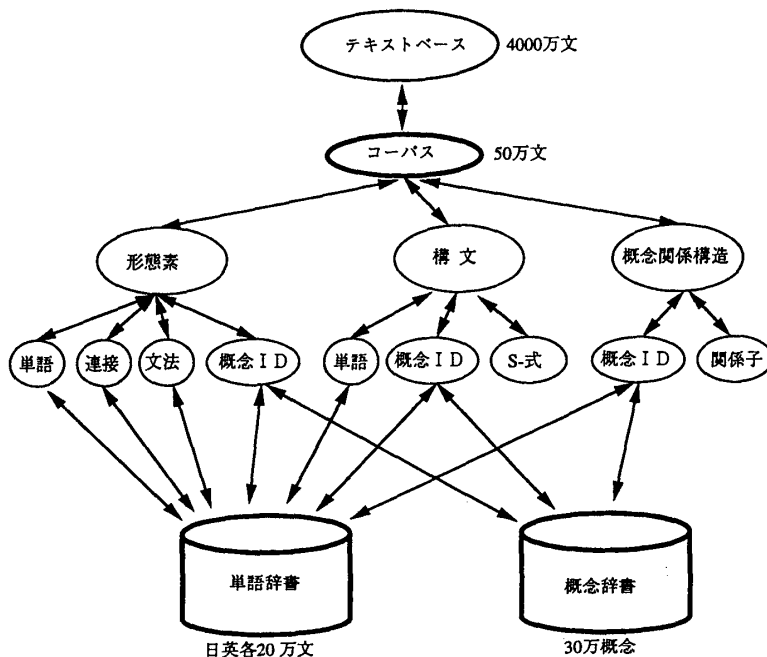 テキストベース 4000万文
コーパス 50万文
形態素 構文 概念関係構造
単語 連接 文法 概念ID 単語 概念ID S-式 概念ID 関係子
単語辞書 概念辞書
日英各20万文 30万概念